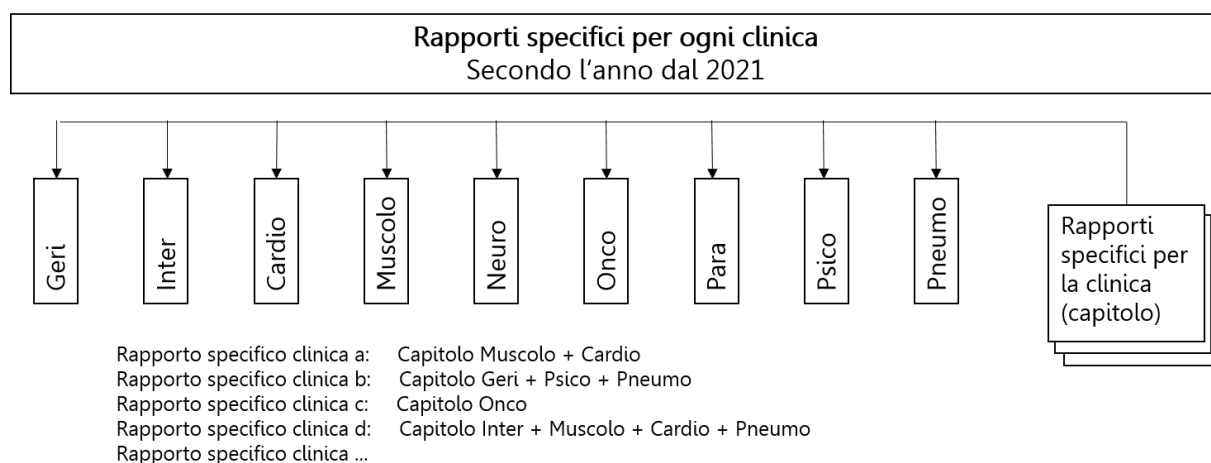 Rapporti specifici per ogni clinica
Secondo l‘anno dal 2021
Geri
Inter
Cardio
Muscolo
Neuro
Onco
Para
Psico
Pneumo
Rapporti
specifici per
la clinica
(capitolo)
Rapporto specifico clinica a: Capitolo Muscolo + Cardio
Rapporto specifico clinica b: Capitolo Geri + Psico + Pneumo
Rapporto specifico clinica c: Capitolo Onco
Rapporto specifico clinica d: Capitolo Inter + Muscolo + Cardio + Pneumo
Rapporto specifico clinica ...